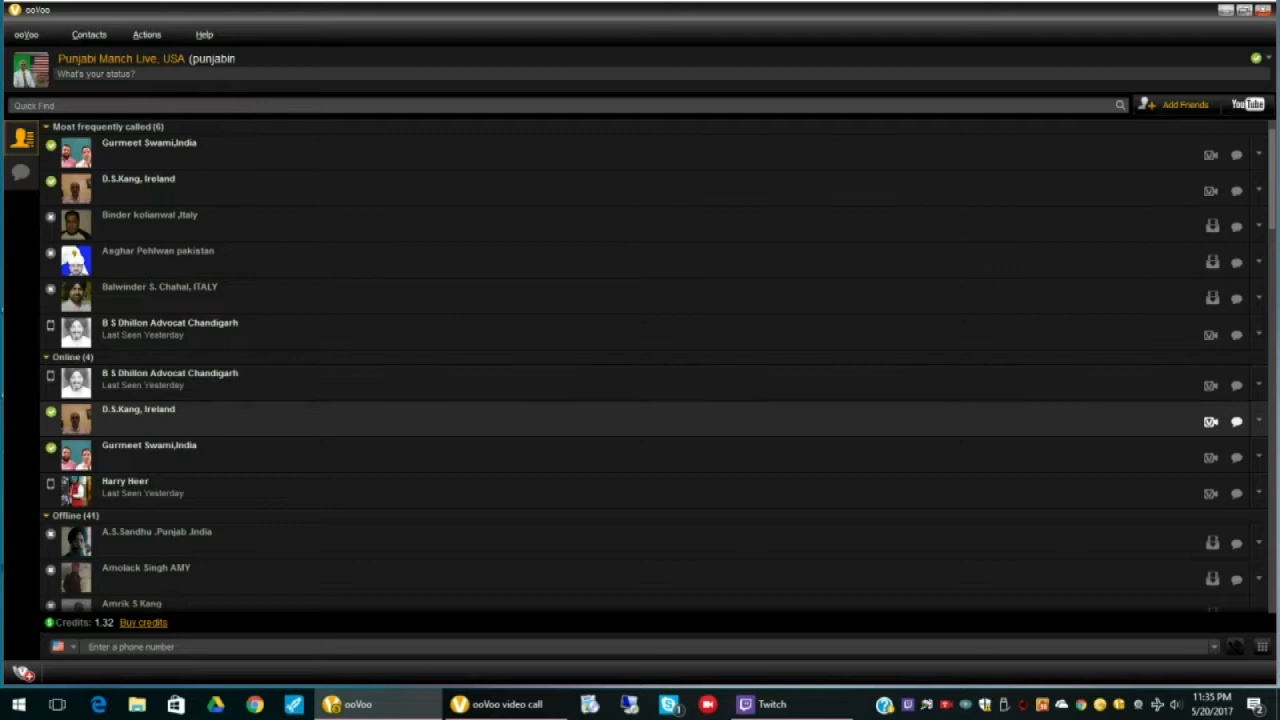 ooVoo
ooVoo Contacts Actions Help
Punjabi Manch Live, USA (punjabin
What's your status?
Quick Find
Add Friends
YouTube
Most frequently called (6)
Gurmeet Swami,India
D.S.Kang, Ireland
Binder kolianwal ,Italy
Asghar Pehlwan pakistan
Balwinder S. Chahal, ITALY
B S Dhillon Advocat Chandigarh
Last Seen Yesterday
Online (4)
B S Dhillon Advocat Chandigarh
Last Seen Yesterday
D.S.Kang, Ireland
Gurmeet Swami,India
Harry Heer
Last Seen Yesterday
Offline (41)
A.S.Sandhu .Punjab .India
Amolack Singh AMY
Amrik S Kang
Credits: 1.32 Buy credits
Enter a phone number
ooVoo
ooVoo video call
Twitch
11:35 PM
5/20/2017